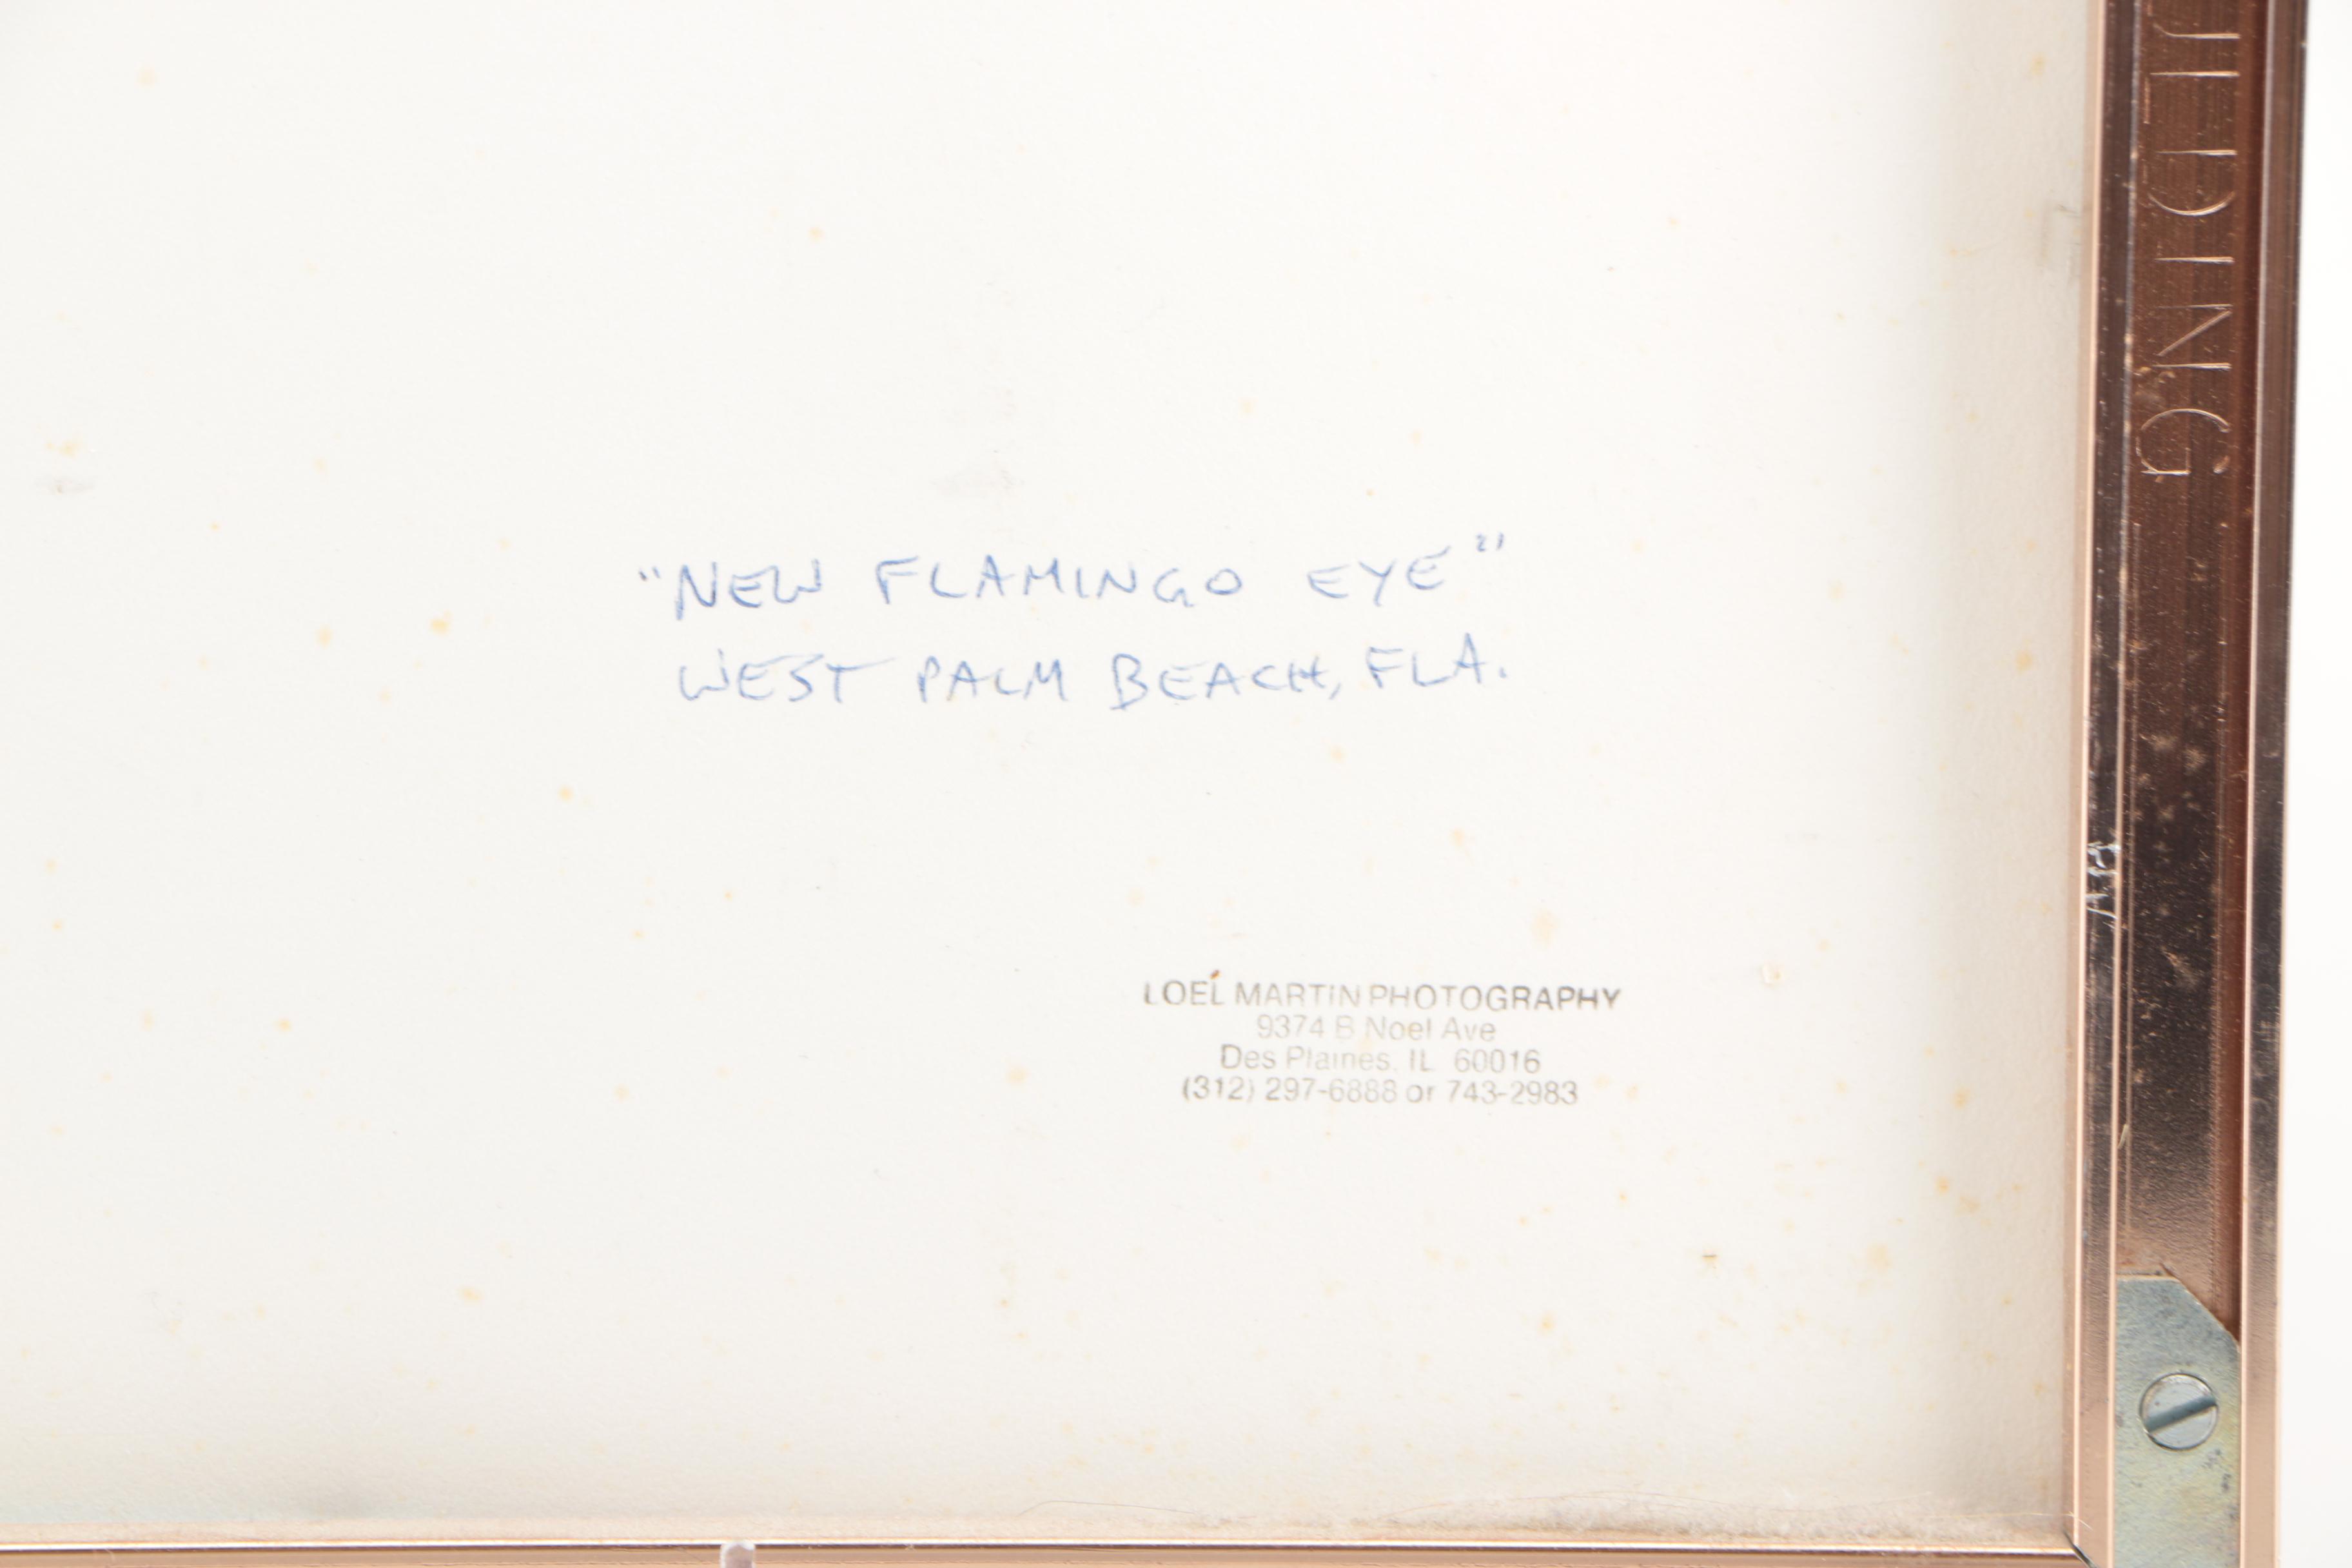 "NEW FLAMINGO EYE"
WEST PALM BEACH, FLA.
LOEL MARTIN PHOTOGRAPHY
9374 B Noel Ave
Des Plaines, IL 60016
(312) 297-6888 or 743-2983